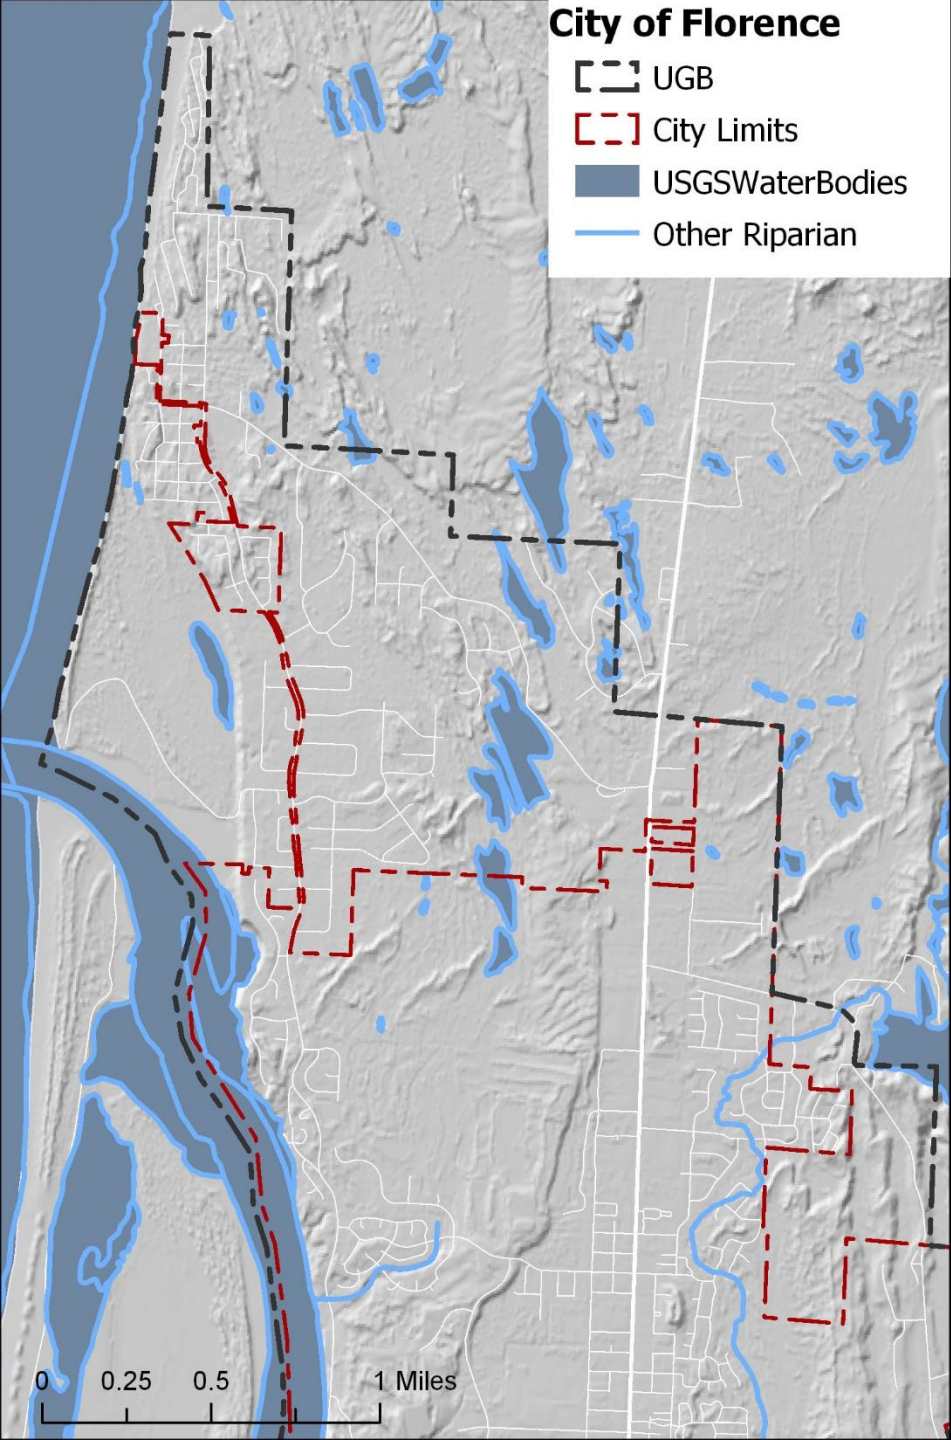 City of Florence
UGB
City Limits
USGSWaterBodies
Other Riparian
0 0.25 0.5 1 Miles